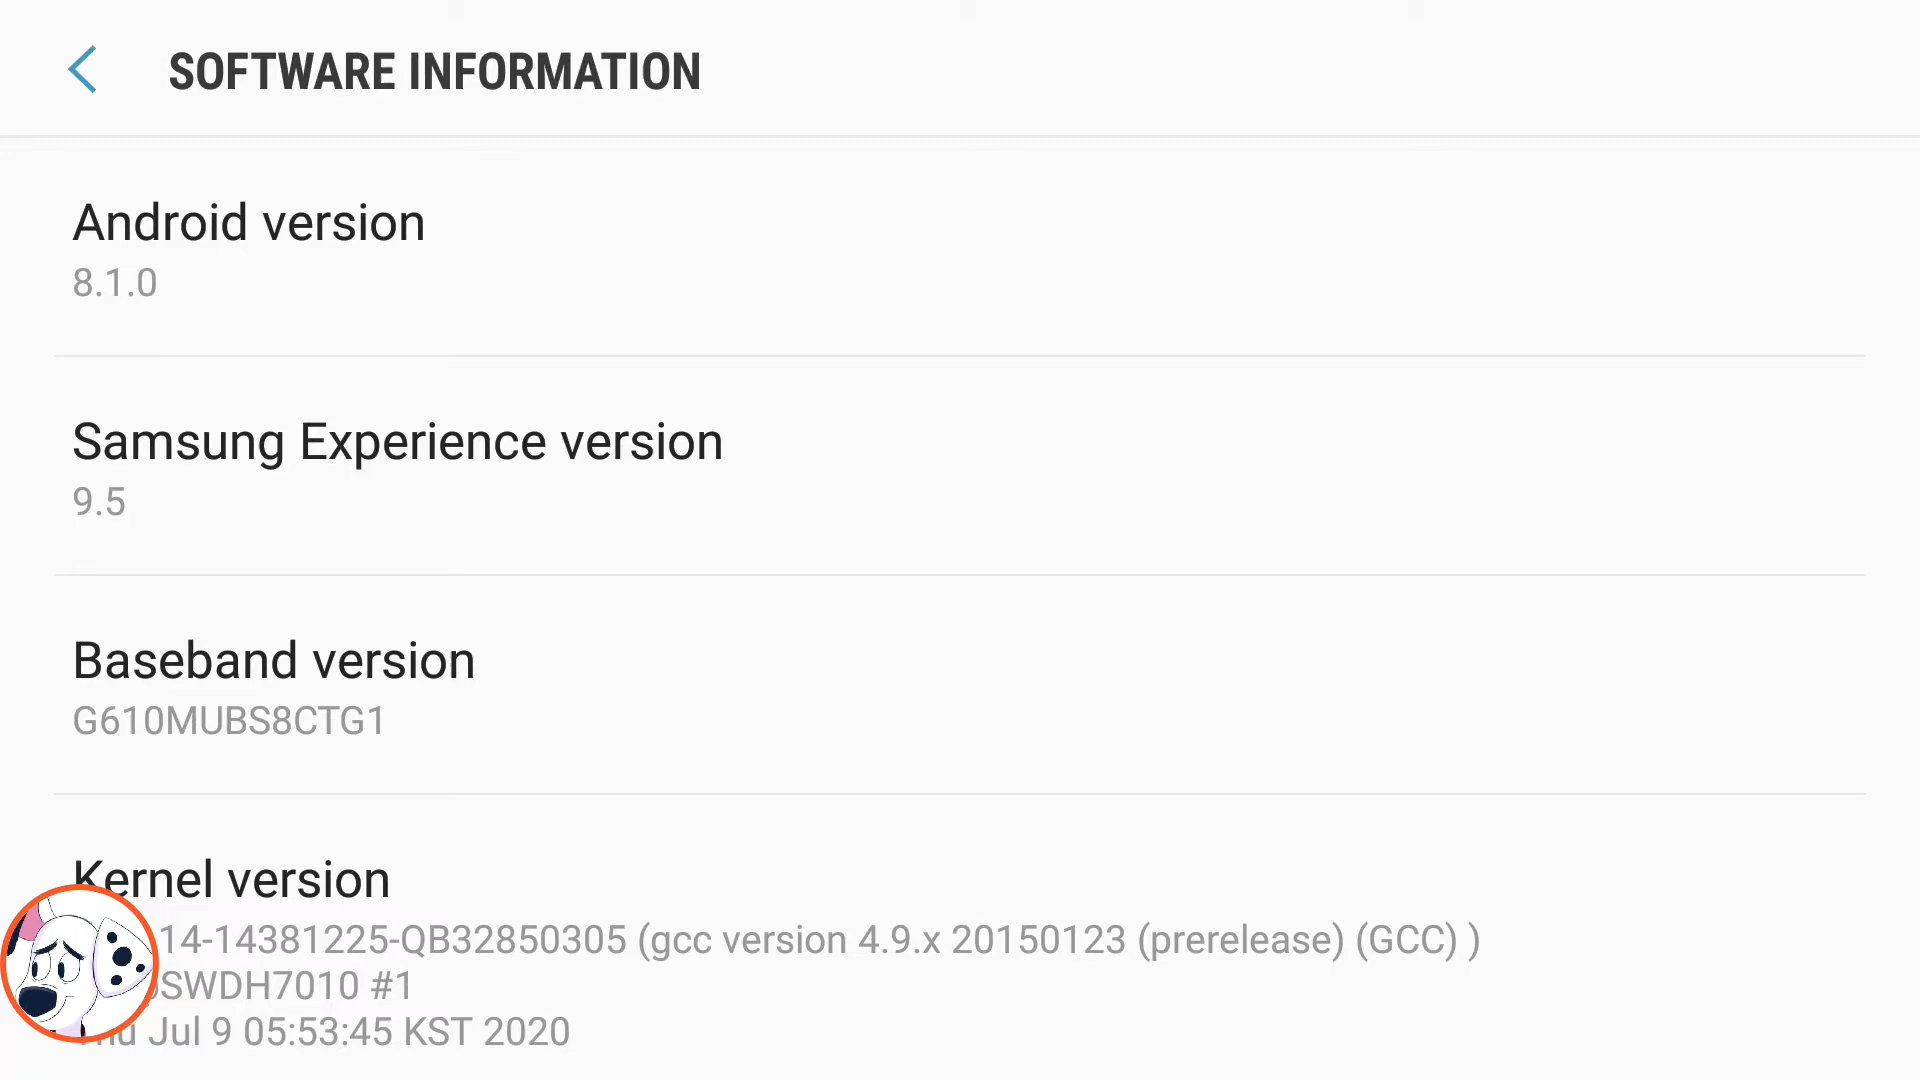 SOFTWARE INFORMATION
Android version
8.1.0
Samsung Experience version
9.5
Baseband version
G610MUBS8CTG1
Kernel version
14-14381225-QB32850305 (gcc version 4.9.x 20150123 (prerelease) (GCC) )
SWDH7010 #1
Thu Jul 9 05:53:45 KST 2020